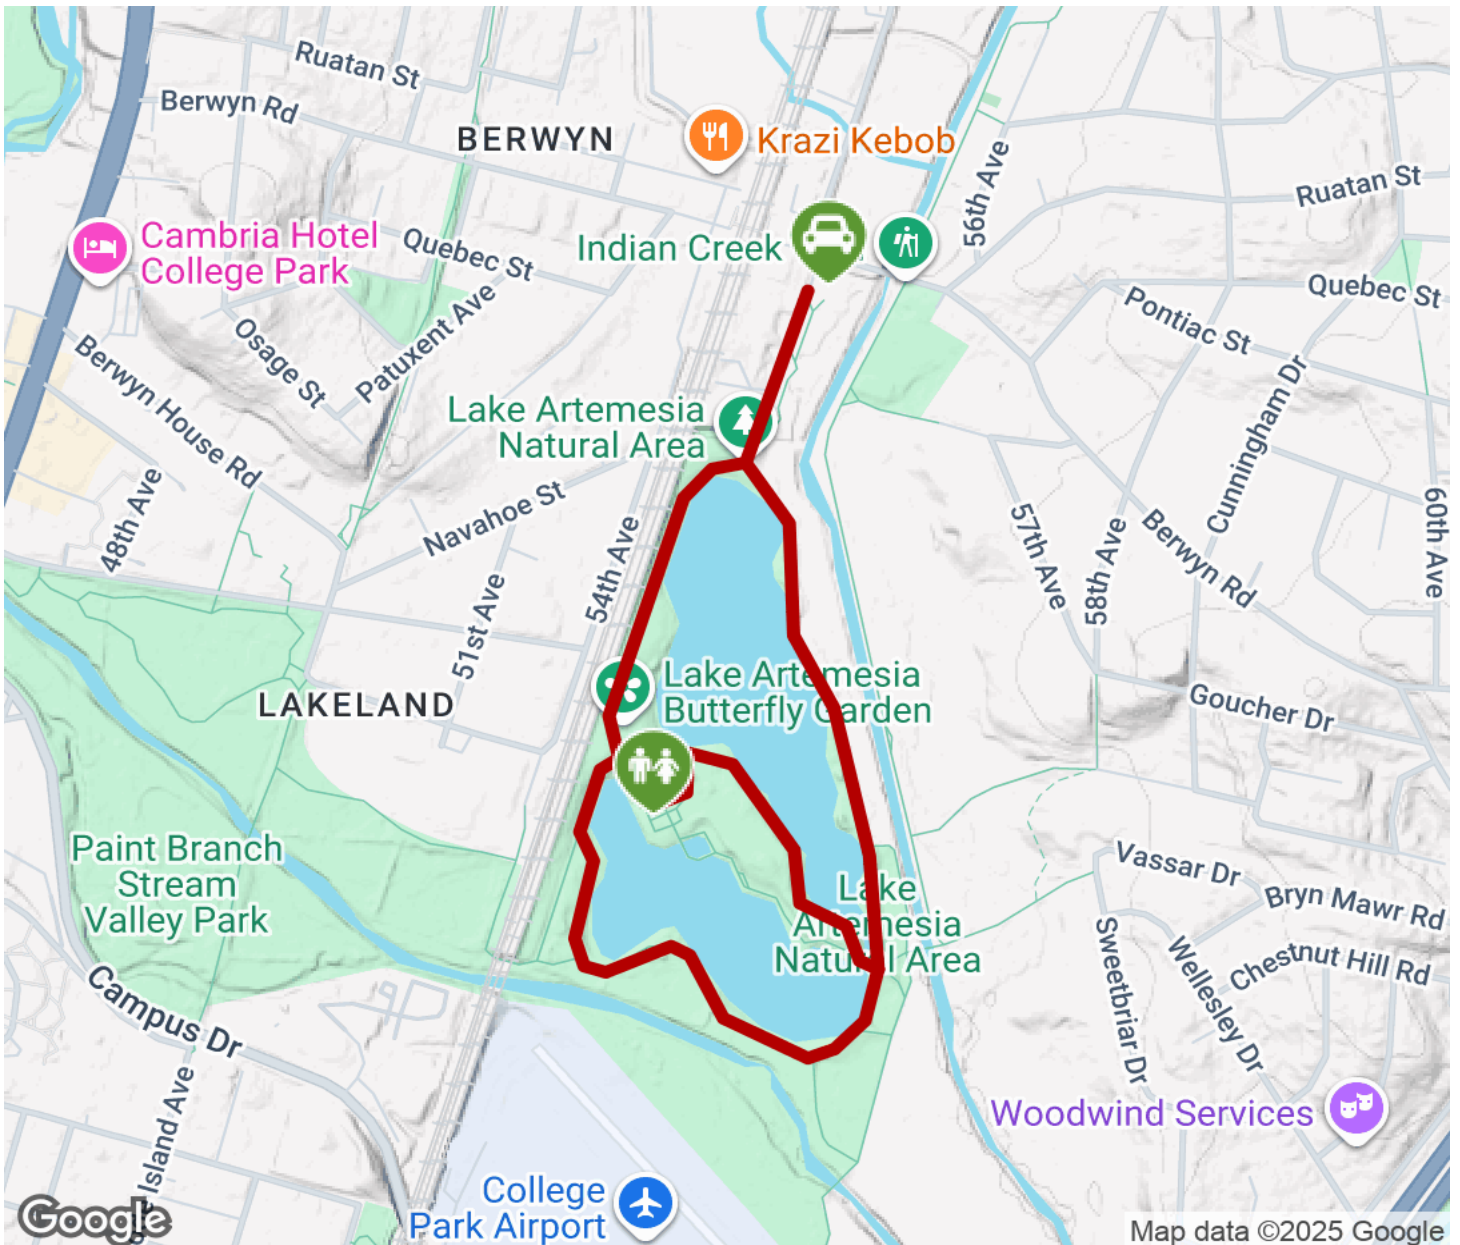 Ruatan St
Berwyn Rd
BERWYN
Krazi Kebob
56th Ave
Ruatan St
Cambria Hotel
College Park
Quebec St
Indian Creek
Quebec St
Patuxent Ave
Osage St
Pontiac St
Berwyn House Rd
Cunningham Dr
Lake Artemesia
Natural Area
48th Ave
Navahoe St
54th Ave
57th Ave
58th Ave
Berwyn Rd
60th Ave
51st Ave
LAKELAND
Lake Artemesia
Butterfly Garden
Goucher Dr
Paint Branch
Stream
Valley Park
Vassar Dr
Lake
Artemesia
Natural Area
Bryn Mawr Rd
Sweetbriar Dr
Wellesley Dr
Chestnut Hill Rd
Campus Dr
Island Ave
Woodwind Services
College
Park Airport
Google
Map data ©2025 Google